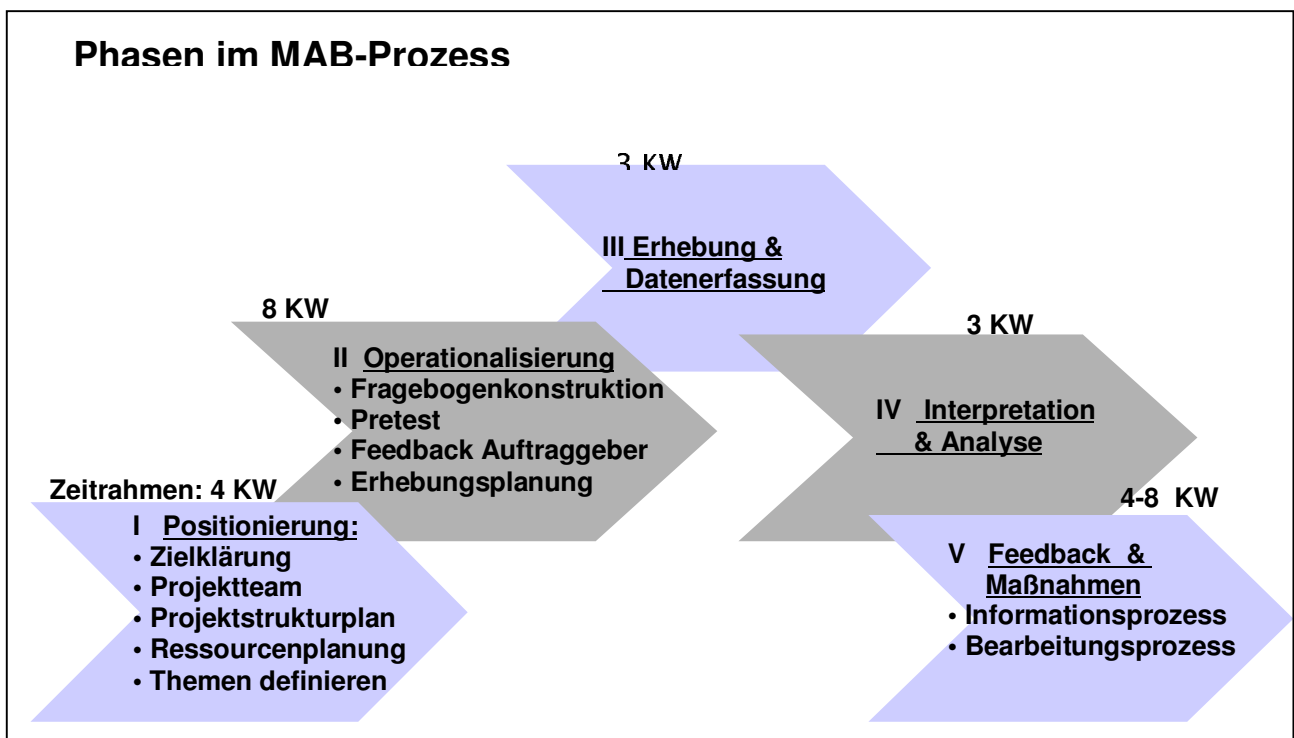 Phasen im MAB-Prozess
Zeitrahmen: 4 KW
I Positionierung:
• Zielklärung
• Projektteam
• Projektstrukturplan
• Ressourcenplanung
• Themen definieren
8 KW
II Operationalisierung
• Fragebogenkonstruktion
• Pretest
• Feedback Auftraggeber
• Erhebungsplanung
3 KW
III Erhebung &
Datenerfassung
3 KW
IV Interpretation
& Analyse
4-8 KW
V Feedback &
Maßnahmen
• Informationsprozess
• Bearbeitungsprozess